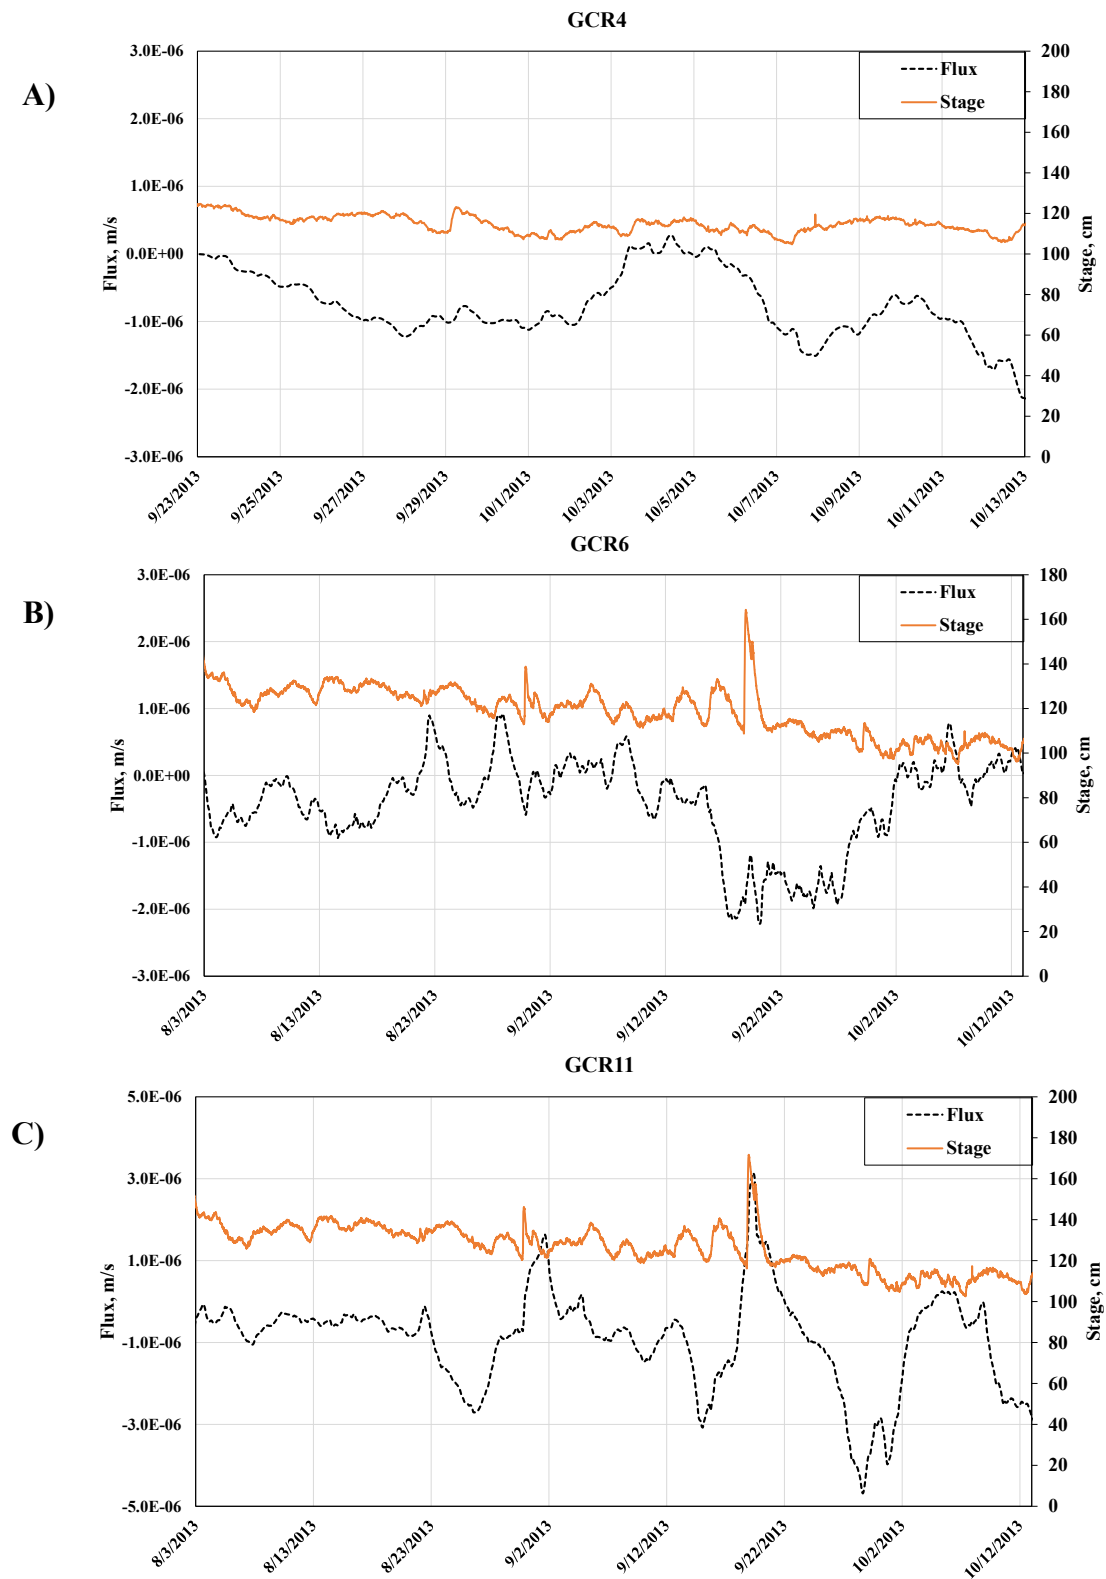 GCR4
A)
3.0E-06
2.0E-06
1.0E-06
0.0E+00
-1.0E-06
-2.0E-06
-3.0E-06
Flux, m/s
Flux
Stage
200
180
160
140
120
100
80
60
40
20
0
Stage, cm
9/23/2013
9/25/2013
9/27/2013
9/29/2013
10/1/2013
10/3/2013
10/5/2013
10/7/2013
10/9/2013
10/11/2013
10/13/2013
GCR6
B)
3.0E-06
2.0E-06
1.0E-06
0.0E+00
-1.0E-06
-2.0E-06
-3.0E-06
Flux, m/s
Flux
Stage
180
160
140
120
100
80
60
40
20
0
Stage, cm
8/3/2013
8/13/2013
8/23/2013
9/2/2013
9/12/2013
9/22/2013
10/2/2013
10/12/2013
GCR11
C)
5.0E-06
3.0E-06
1.0E-06
-1.0E-06
-3.0E-06
-5.0E-06
Flux, m/s
Flux
Stage
200
180
160
140
120
100
80
60
40
20
0
Stage, cm
8/3/2013
8/13/2013
8/23/2013
9/2/2013
9/12/2013
9/22/2013
10/2/2013
10/12/2013